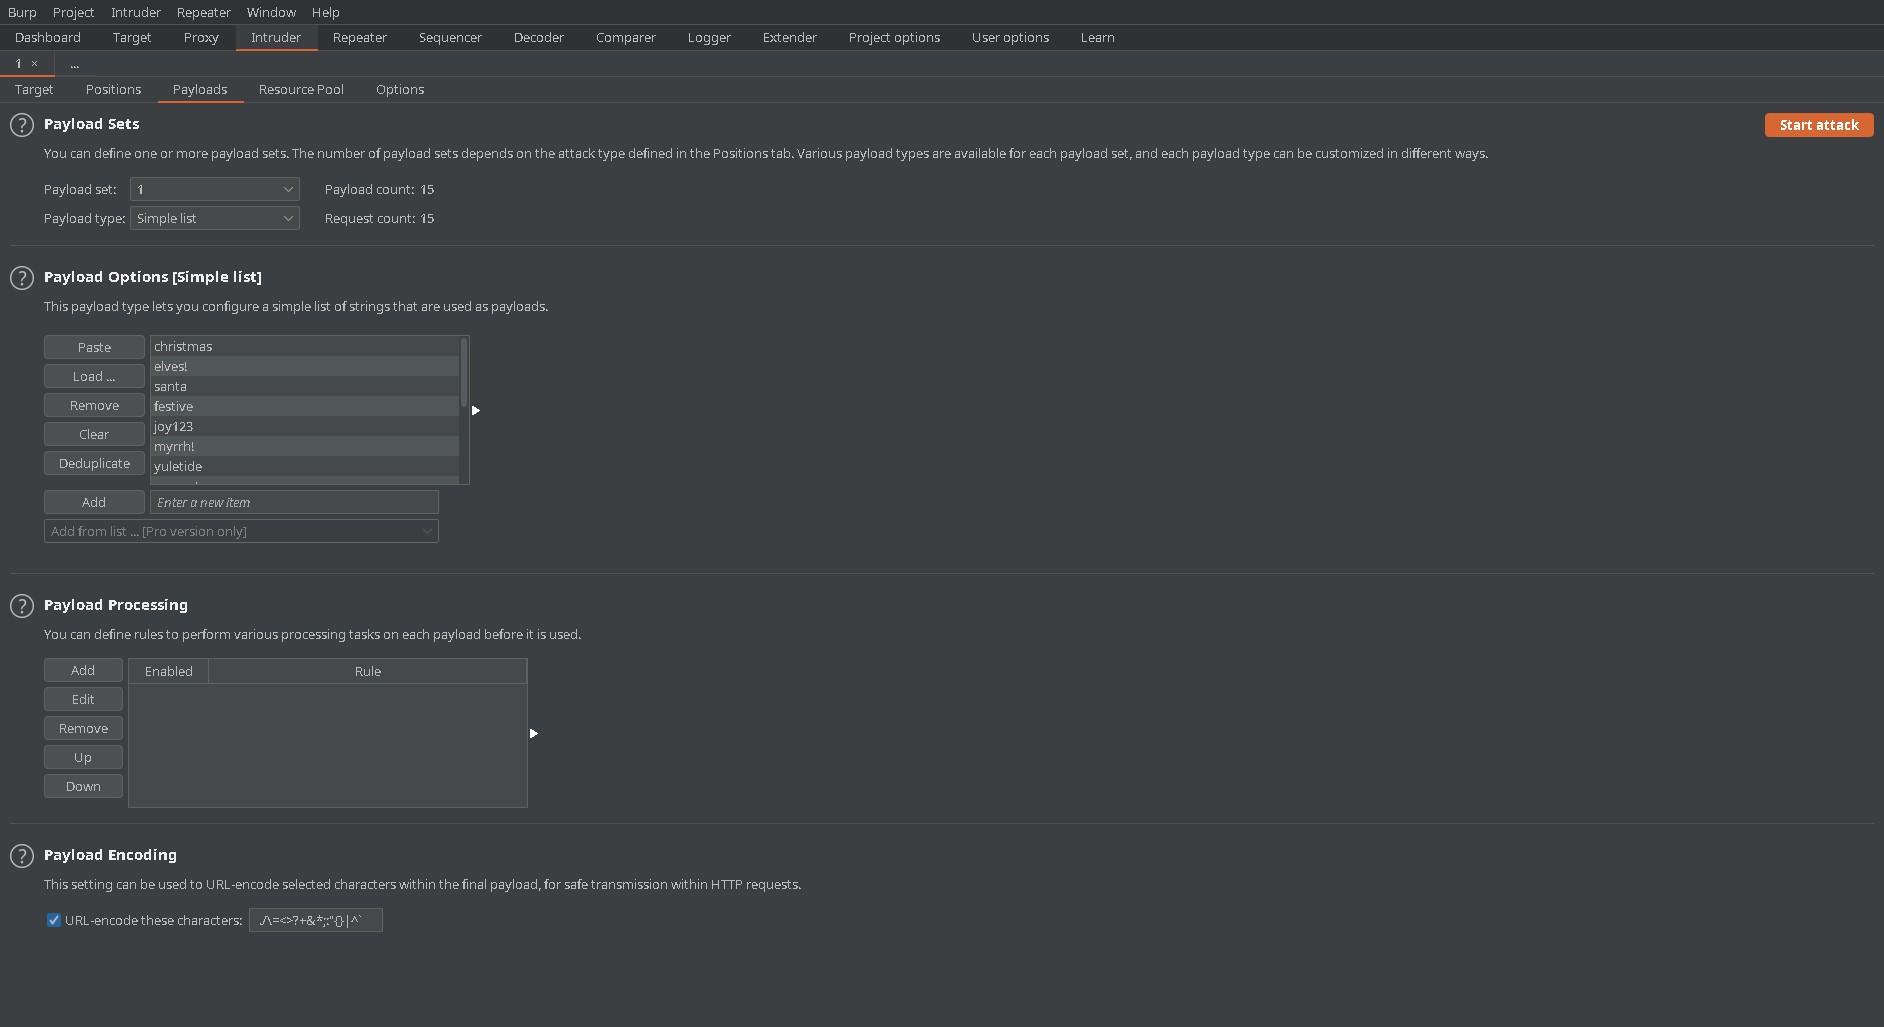 Burp Project Intruder Repeater Window Help
Dashboard Target Proxy Intruder Repeater Sequencer Decoder Comparer Logger Extender Project options User options Learn
1 × ...
Target Positions Payloads Resource Pool Options
? Payload Sets Start attack
You can define one or more payload sets. The number of payload sets depends on the attack type defined in the Positions tab. Various payload types are available for each payload set, and each payload type can be customized in different ways.
Payload set: 1 Payload count: 15
Payload type: Simple list Request count: 15
? Payload Options [Simple list]
This payload type lets you configure a simple list of strings that are used as payloads.
Paste
Load ...
Remove
Clear
Deduplicate
christmas
elves!
santa
festive
joy123
myrrh!
yuletide
Add Enter a new item
Add from list ... [Pro version only]
? Payload Processing
You can define rules to perform various processing tasks on each payload before it is used.
Add
Edit
Remove
Up
Down
Enabled Rule
? Payload Encoding
This setting can be used to URL-encode selected characters within the final payload, for safe transmission within HTTP requests.
URL-encode these characters: ./\=<>?+&*;:"{}|^`